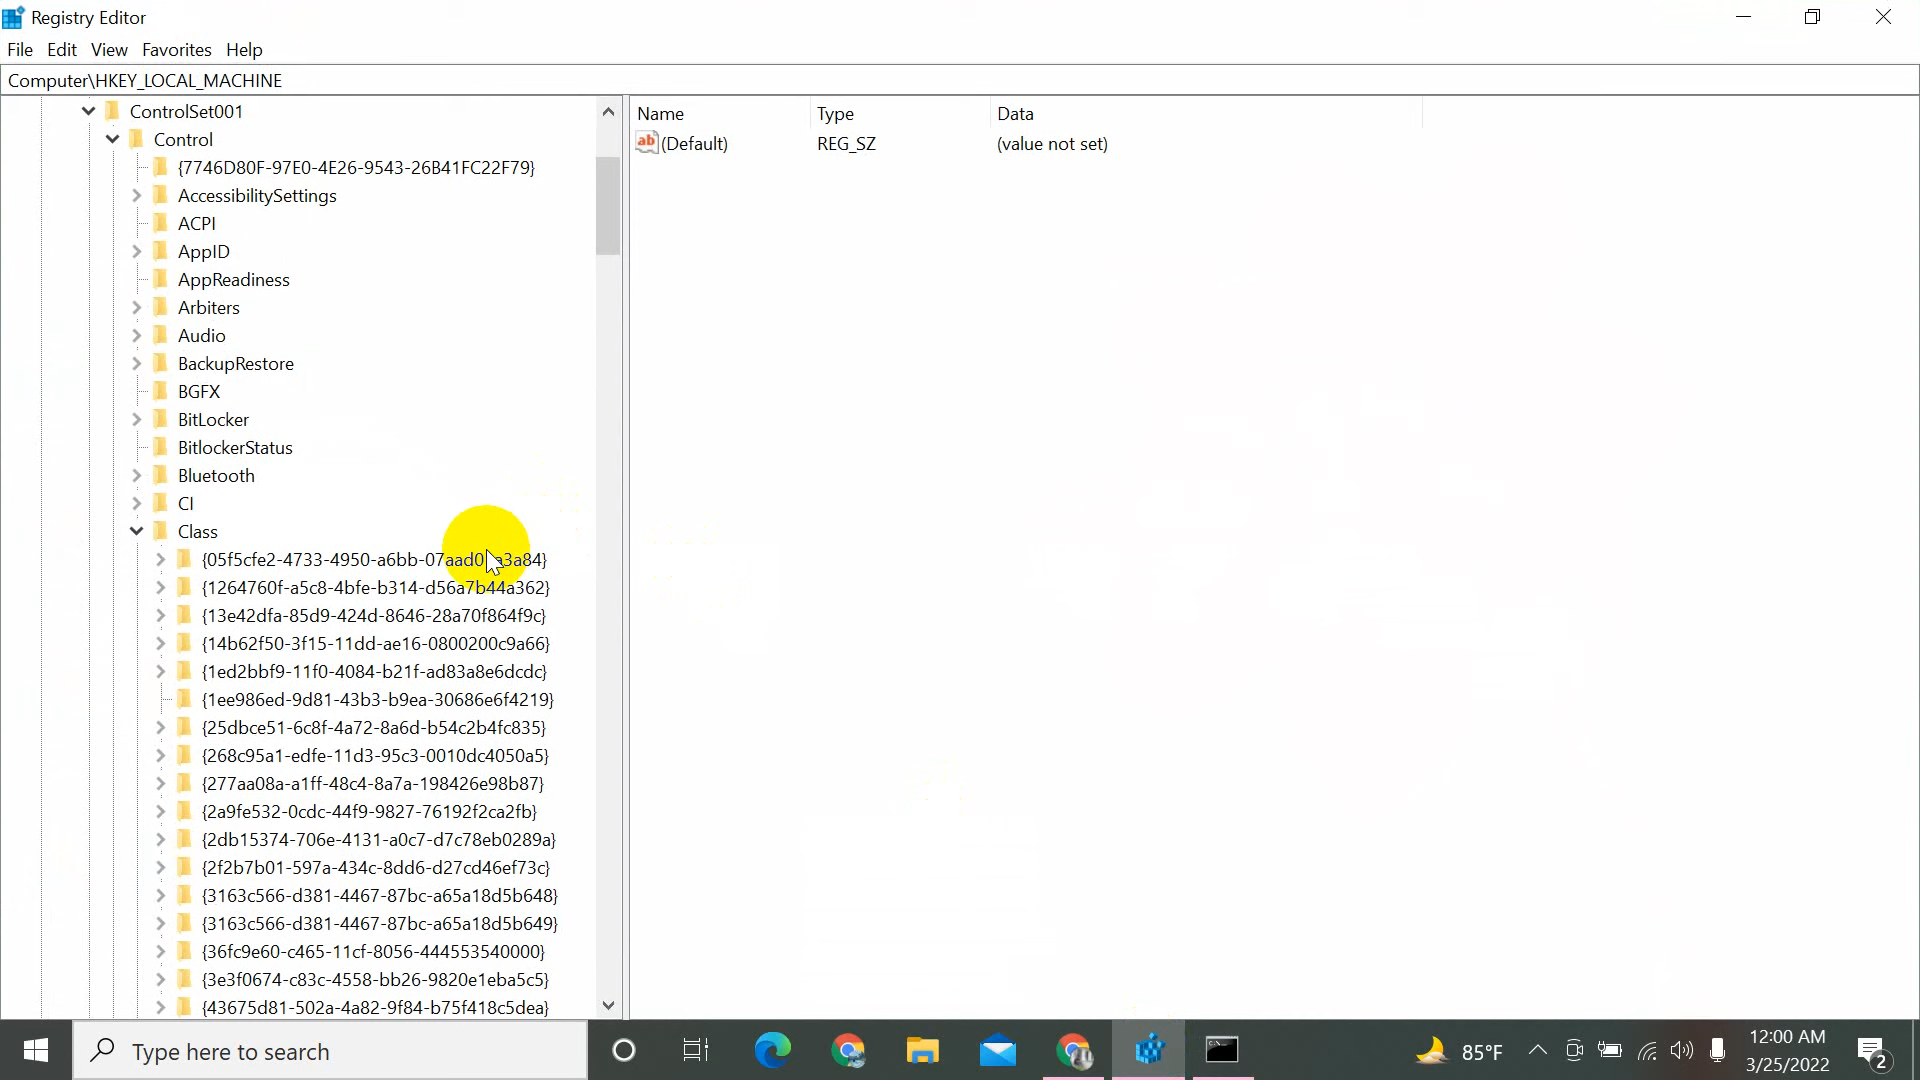 Registry Editor
File Edit View Favorites Help
Computer\HKEY_LOCAL_MACHINE
ControlSet001
Control
{7746D80F-97E0-4E26-9543-26B41FC22F79}
AccessibilitySettings
ACPI
AppID
AppReadiness
Arbiters
Audio
BackupRestore
BGFX
BitLocker
BitlockerStatus
Bluetooth
CI
Class
{1264760f-a5c8-4bfe-b314-d56a7b44a362}
{13e42dfa-85d9-424d-8646-28a70f864f9c}
{14b62f50-3f15-11dd-ae16-0800200c9a66}
{1ed2bbf9-11f0-4084-b21f-ad83a8e6dcdc}
{1ee986ed-9d81-43b3-b9ea-30686e6f4219}
{25dbce51-6c8f-4a72-8a6d-b54c2b4fc835}
{268c95a1-edfe-11d3-95c3-0010dc4050a5}
{277aa08a-a1ff-48c4-8a7a-198426e98b87}
{2a9fe532-0cdc-44f9-9827-76192f2ca2fb}
{2db15374-706e-4131-a0c7-d7c78eb0289a}
{2f2b7b01-597a-434c-8dd6-d27cd46ef73c}
{3163c566-d381-4467-87bc-a65a18d5b648}
{3163c566-d381-4467-87bc-a65a18d5b649}
{36fc9e60-c465-11cf-8056-444553540000}
{3e3f0674-c83c-4558-bb26-9820e1eba5c5}
{43675d81-502a-4a82-9f84-b75f418c5dea}
Name Type Data
(Default) REG_SZ (value not set)
Type here to search
85°F
12:00 AM
3/25/2022
2